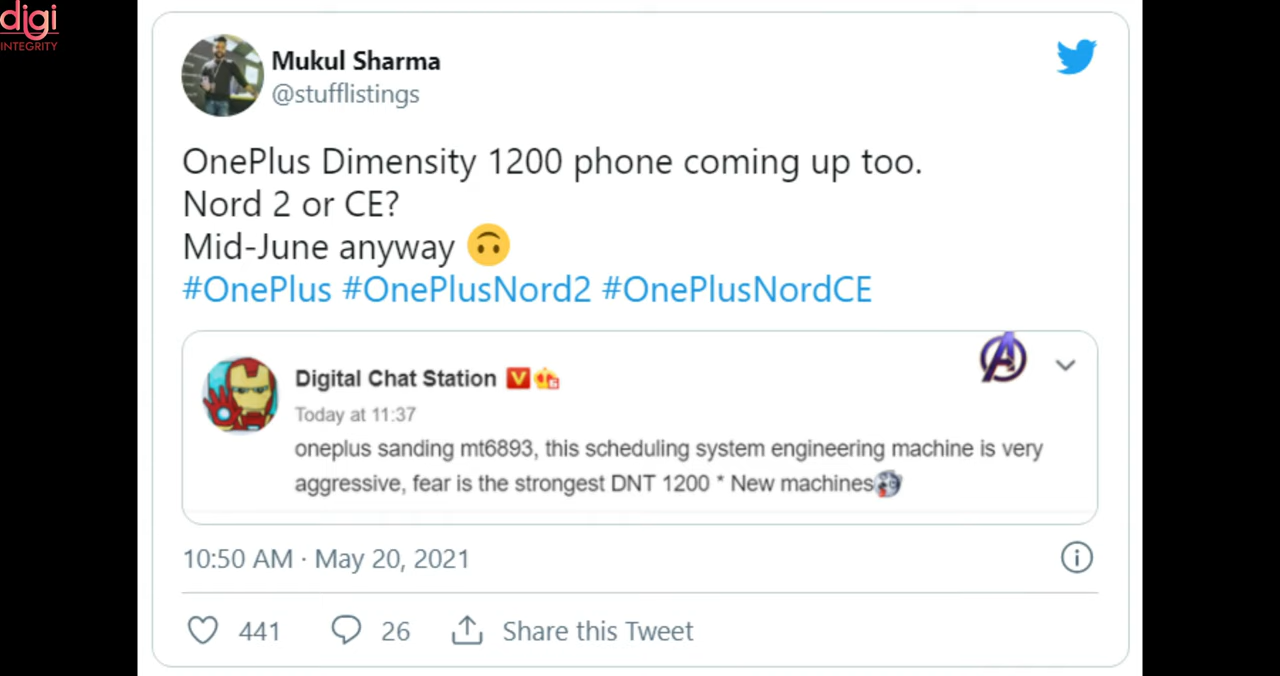 digi
INTEGRITY
Mukul Sharma
@stufflistings
OnePlus Dimensity 1200 phone coming up too.
Nord 2 or CE?
Mid-June anyway 🙃
#OnePlus #OnePlusNord2 #OnePlusNordCE
Digital Chat Station
Today at 11:37
oneplus sanding mt6893, this scheduling system engineering machine is very
aggressive, fear is the strongest DNT 1200 * New machines
10:50 AM · May 20, 2021
441 26 Share this Tweet